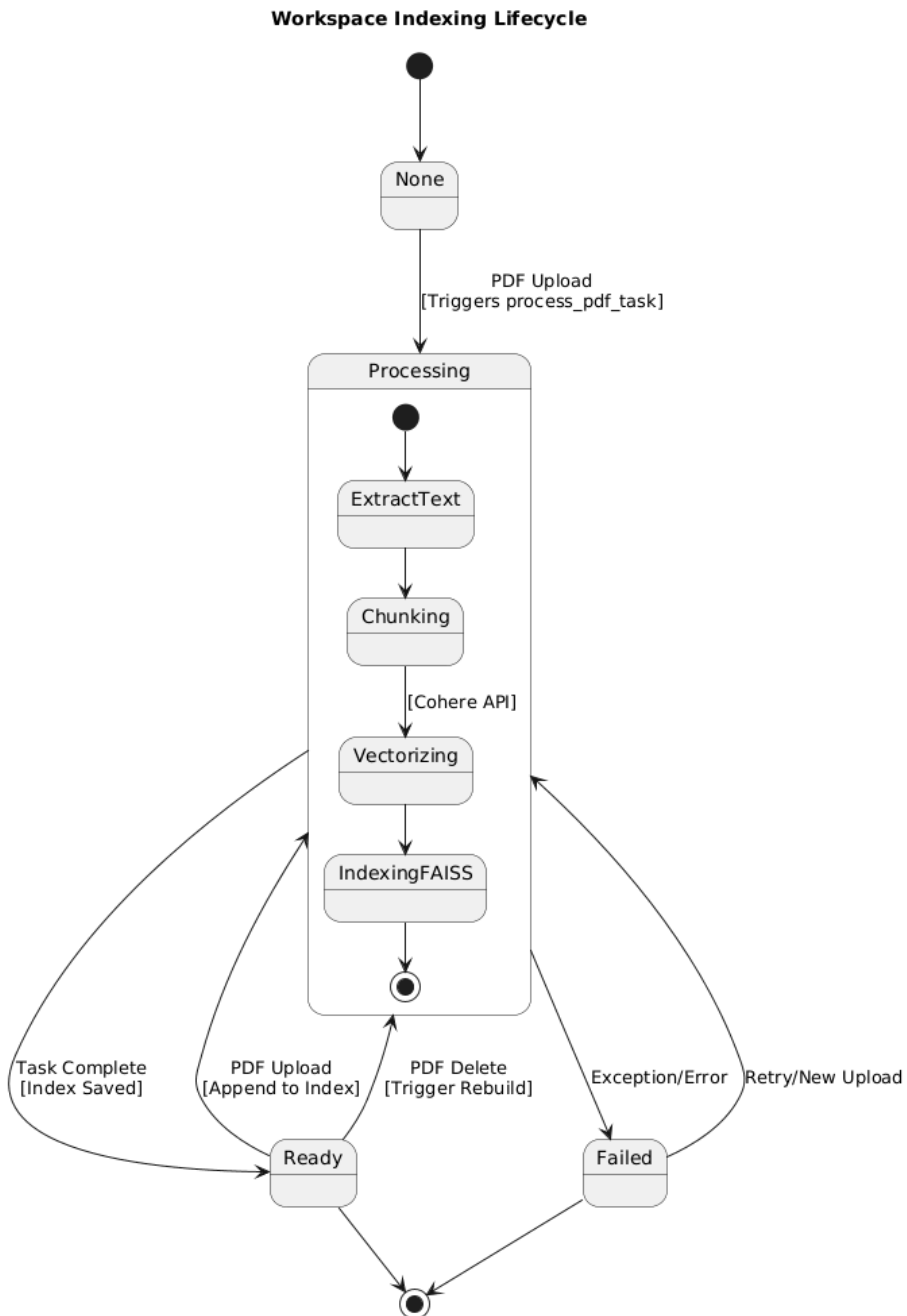 Workspace Indexing Lifecycle
None
PDF Upload
[Triggers process_pdf_task]
Processing
ExtractText
Chunking
[Cohere API]
Vectorizing
IndexingFAISS
Task Complete
[Index Saved]
PDF Upload
[Append to Index]
PDF Delete
[Trigger Rebuild]
Exception/Error
Retry/New Upload
Ready
Failed